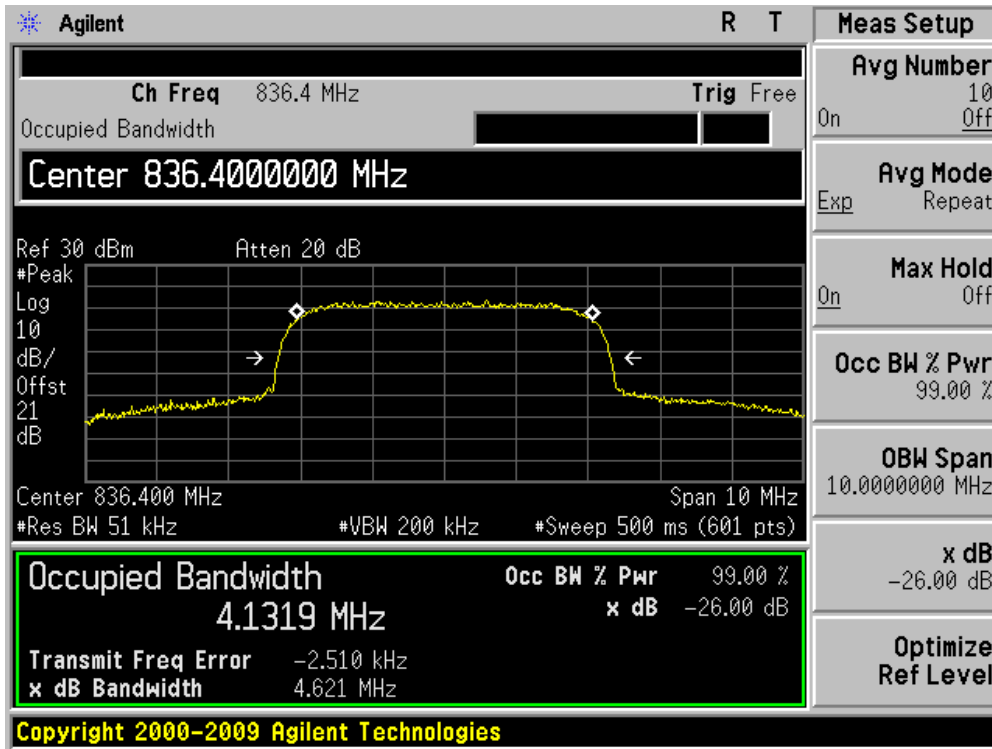 Agilent R T
Ch Freq 836.4 MHz Trig Free
Occupied Bandwidth
Center 836.4000000 MHz
Ref 30 dBm Atten 20 dB
#Peak
Log
10
dB/
Offst
21
dB
Center 836.400 MHz Span 10 MHz
#Res BW 51 kHz #VBW 200 kHz #Sweep 500 ms (601 pts)
Occupied Bandwidth Occ BW % Pwr 99.00 %
4.1319 MHz x dB -26.00 dB
Transmit Freq Error -2.510 kHz
x dB Bandwidth 4.621 MHz
Copyright 2000-2009 Agilent Technologies
Meas Setup
Avg Number
10
On Off
Avg Mode
Exp Repeat
Max Hold
On Off
Occ BW % Pwr
99.00 %
OBW Span
10.0000000 MHz
x dB
-26.00 dB
Optimize
Ref Level